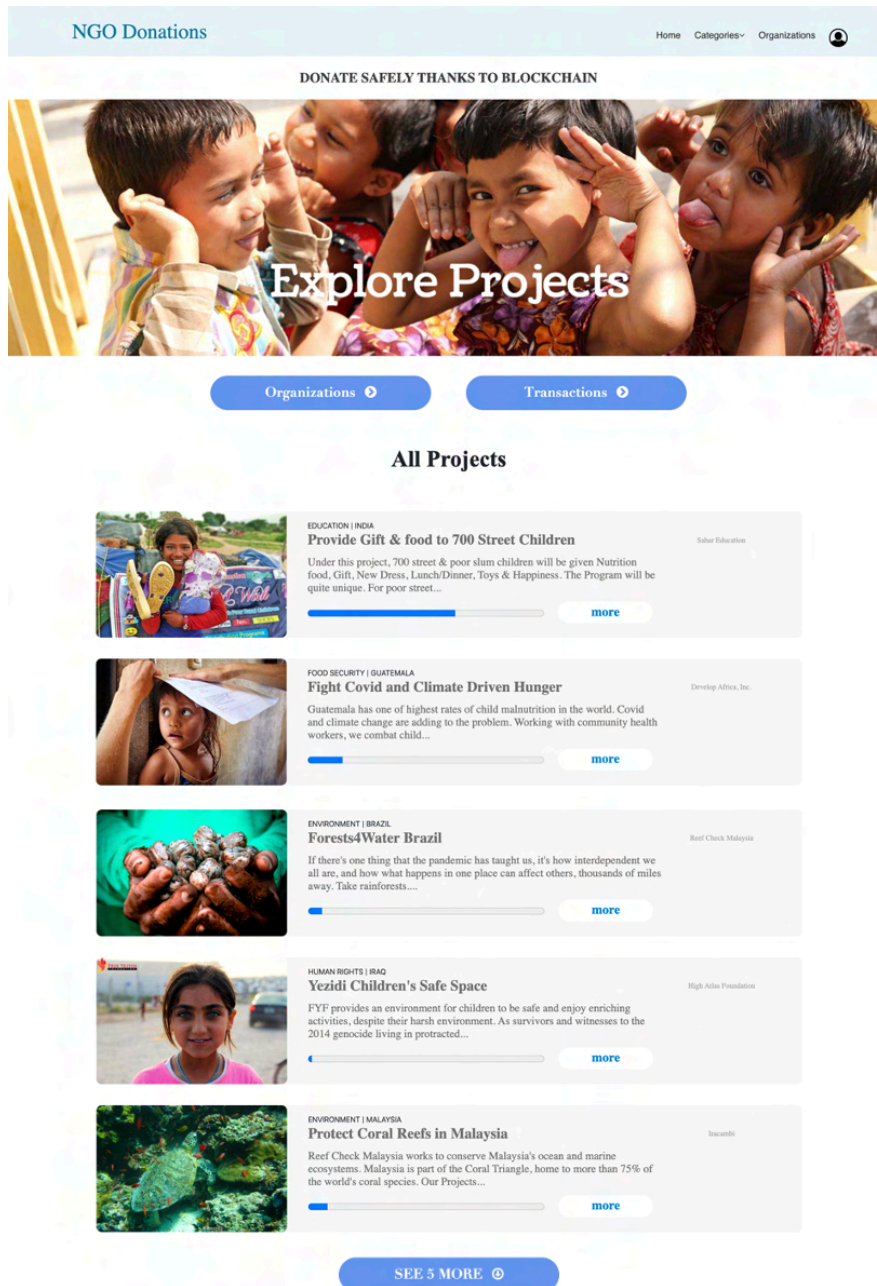 NGO Donations
Home Categories Organizations
DONATE SAFELY THANKS TO BLOCKCHAIN
Explore Projects
Organizations
Transactions
All Projects
EDUCATION | INDIA
Provide Gift & food to 700 Street Children
Sahar Education
Under this project, 700 street & poor slum children will be given Nutrition
food, Gift, New Dress, Lunch/Dinner, Toys & Happiness. The Program will be
quite unique. For poor street...
more
FOOD SECURITY | GUATEMALA
Fight Covid and Climate Driven Hunger
Develop Africa, Inc.
Guatemala has one of highest rates of child malnutrition in the world. Covid
and climate change are adding to the problem. Working with community health
workers, we combat child...
more
ENVIRONMENT | BRAZIL
Forests4Water Brazil
Reef Check Malaysia
If there's one thing that the pandemic has taught us, it's how interdependent we
all are, and how what happens in one place can affect others, thousands of miles
away. Take rainforests....
more
HUMAN RIGHTS | IRAQ
Yezidi Children's Safe Space
High Atlas Foundation
FYF provides an environment for children to be safe and enjoy enriching
activities, despite their harsh environment. As survivors and witnesses to the
2014 genocide living in protracted...
more
ENVIRONMENT | MALAYSIA
Protect Coral Reefs in Malaysia
Iracambi
Reef Check Malaysia works to conserve Malaysia's ocean and marine
ecosystems. Malaysia is part of the Coral Triangle, home to more than 75% of
the world's coral species. Our Projects...
more
SEE 5 MORE